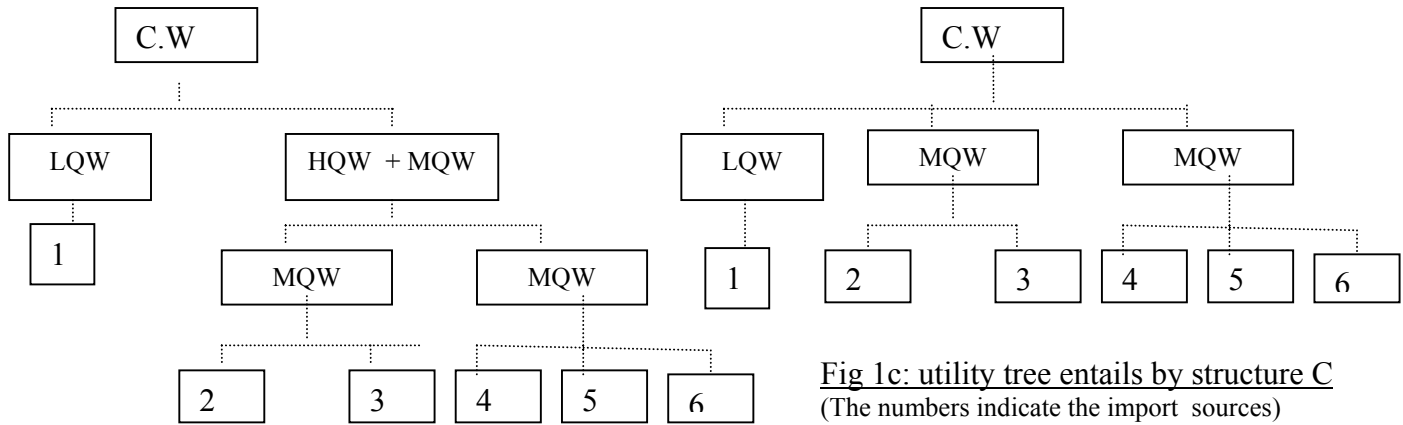 C.W
LQW
HQW + MQW
1
MQW
MQW
2
3
4
5
6
C.W
LQW
MQW
MQW
1
2
3
4
5
6
Fig 1c: utility tree entails by structure C
(The numbers indicate the import sources)